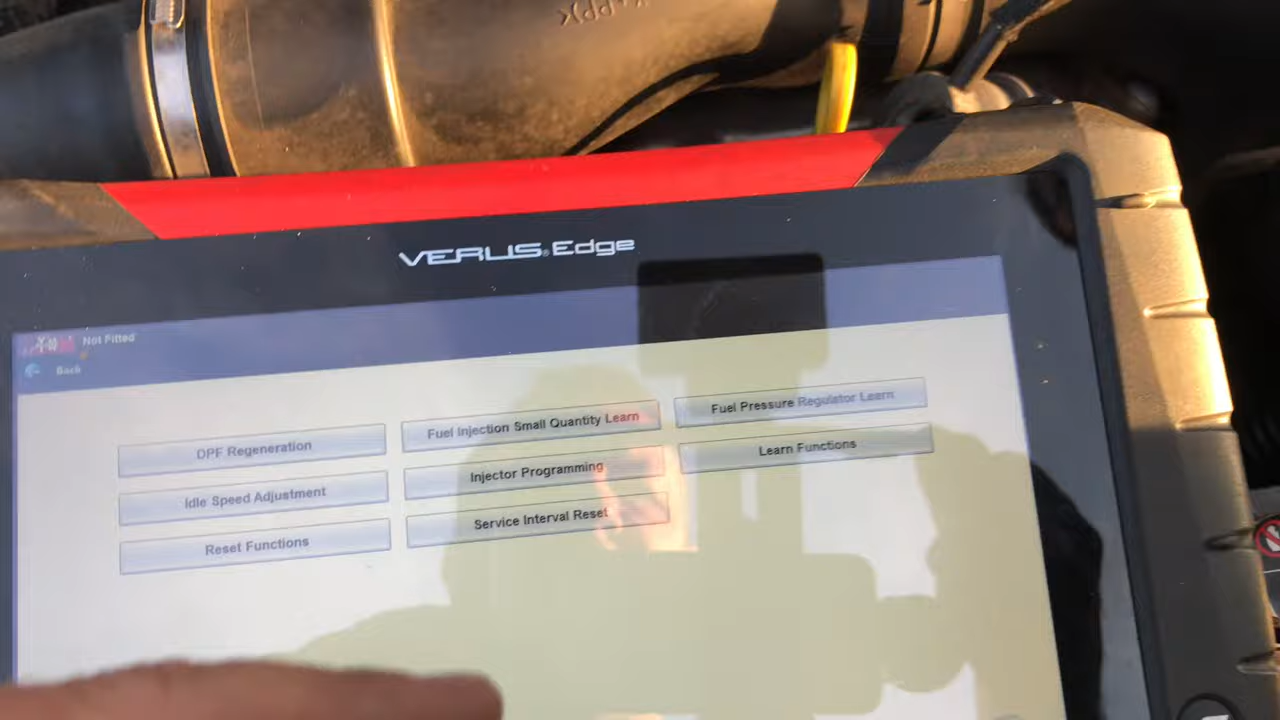 VERUS® Edge
Not Fitted
Back
DPF Regeneration
Fuel Injection Small Quantity Learn
Fuel Pressure Regulator Learn
Idle Speed Adjustment
Injector Programming
Learn Functions
Reset Functions
Service Interval Reset